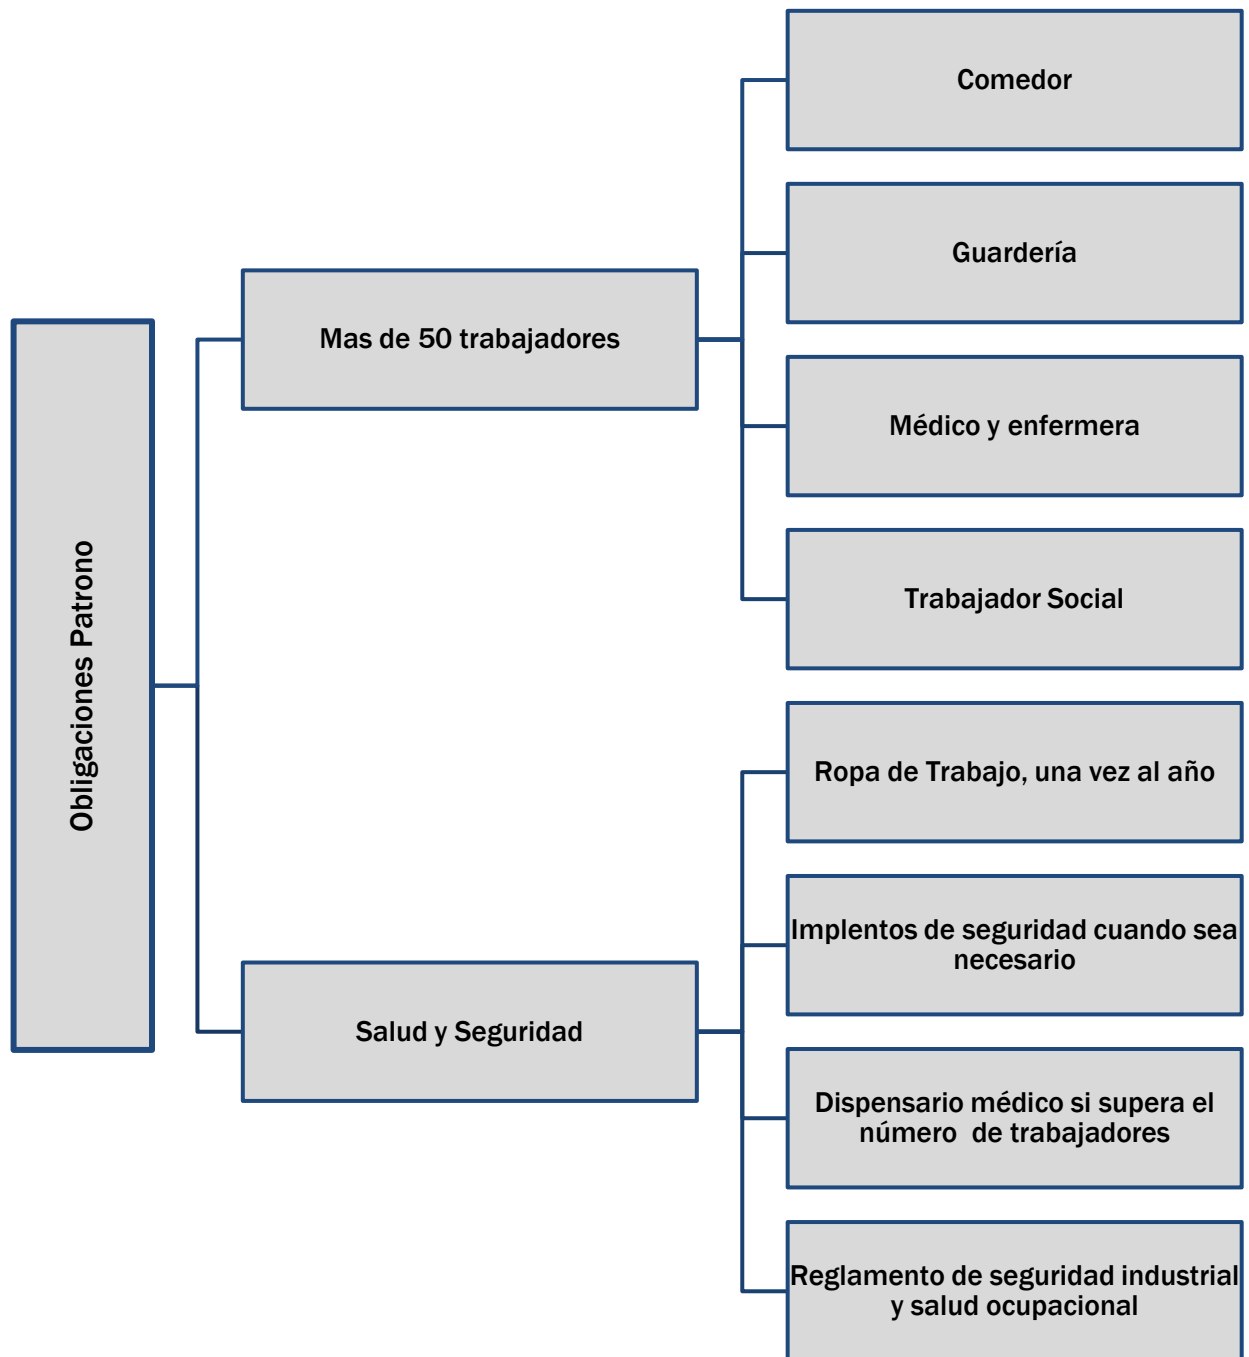 Obligaciones Patrono
Mas de 50 trabajadores
Comedor
Guardería
Médico y enfermera
Trabajador Social
Salud y Seguridad
Ropa de Trabajo, una vez al año
Implentos de seguridad cuando sea
necesario
Dispensario médico si supera el
número de trabajadores
Reglamento de seguridad industrial
y salud ocupacional